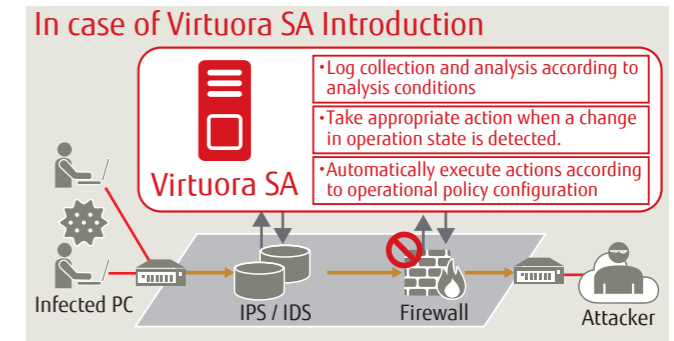 In case of Virtuora SA Introduction
・Log collection and analysis according to
analysis conditions
・Take appropriate action when a change
in operation state is detected.
・Automatically execute actions according
to operational policy configuration
Virtuora SA
Infected PC
IPS / IDS
Firewall
Attacker